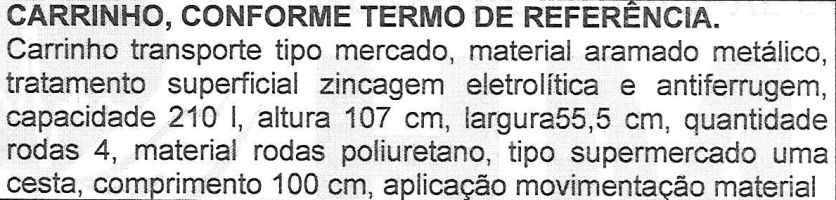 CARRINHO, CONFORME TERMO DE REFERÊNCIA.
Carrinho transporte tipo mercado, material aramado metálico,
tratamento superficial zincagem eletrolítica e antiferrugem,
capacidade 210 l, altura 107 cm, largura55,5 cm, quantidade
rodas 4, material rodas poliuretano, tipo supermercado uma
cesta, comprimento 100 cm, aplicação movimentação material